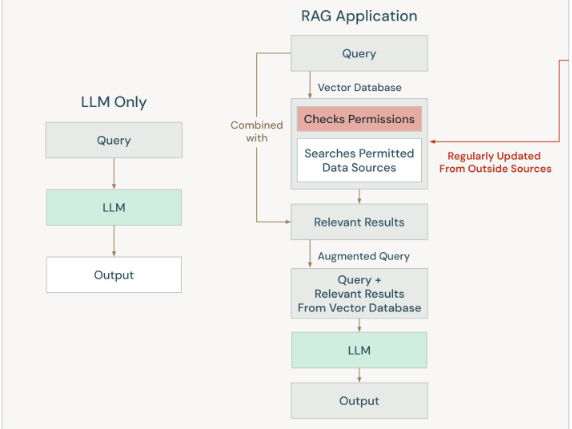 RAG Application
Query
Vector Database
LLM Only
Checks Permissions
Combined
with
Query
Searches Permitted
Data Sources
Regularly Updated
From Outside Sources
LLM
Relevant Results
Augmented Query
Output
Query +
Relevant Results
From Vector Database
LLM
Output